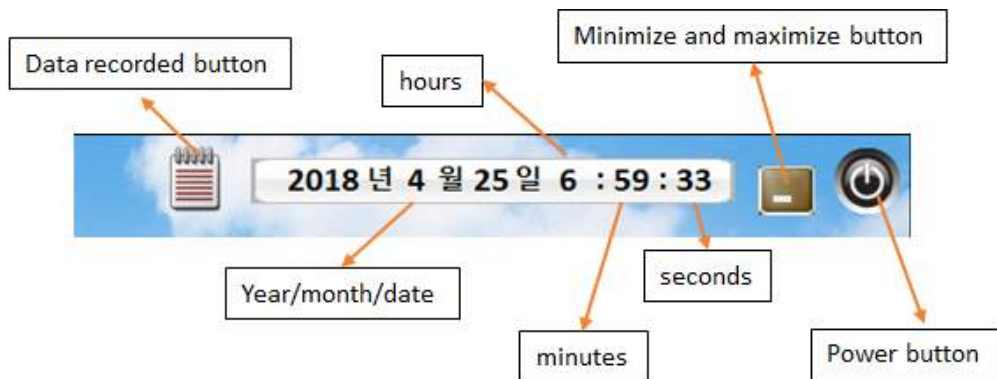 Minimize and maximize button
Data recorded button
hours
2018 년 4 월 25 일 6 : 59 : 33
Year/month/date
seconds
minutes
Power button